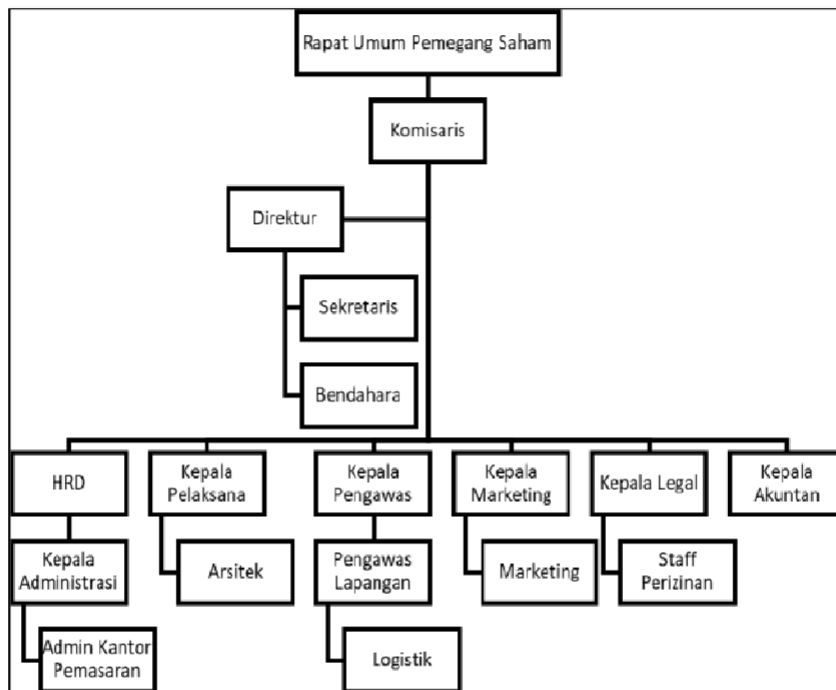 Rapat Umum Pemegang Saham
Komisaris
Direktur
Sekretaris
Bendahara
HRD
Kepala
Pelaksana
Kepala
Pengawas
Kepala
Marketing
Kepala Legal
Kepala
Akuntan
Kepala
Administrasi
Arsitek
Pengawas
Lapangan
Marketing
Staff
Perizinan
Admin Kantor
Pemasaran
Logistik